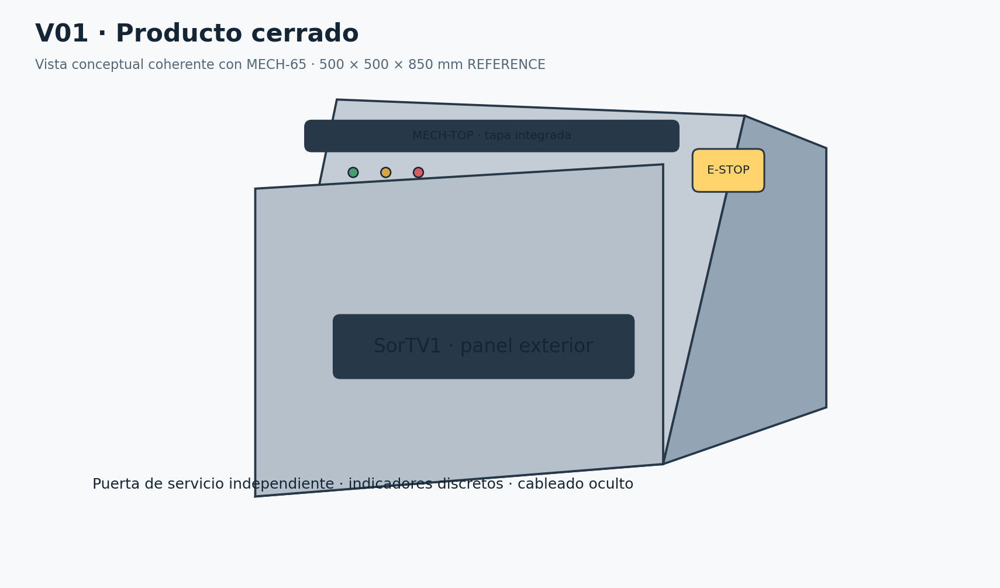 V01 · Producto cerrado
Vista conceptual coherente con MECH-65 · 500 × 500 × 850 mm REFERENCE
MECH-TOP · tapa integrada
E-STOP
SorTV1 · panel exterior
Puerta de servicio independiente · indicadores discretos · cableado oculto